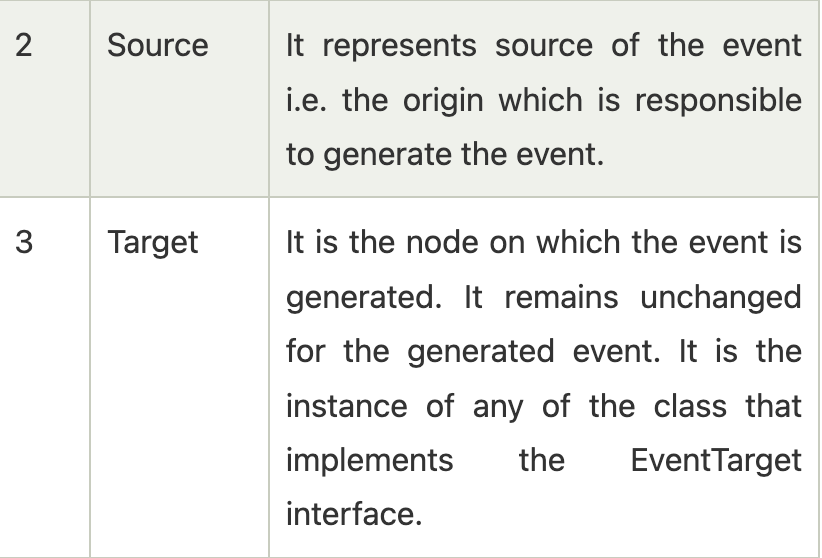 2 Source It represents source of the event
i.e. the origin which is responsible
to generate the event.
3 Target It is the node on which the event is
generated. It remains unchanged
for the generated event. It is the
instance of any of the class that
implements the EventTarget
interface.